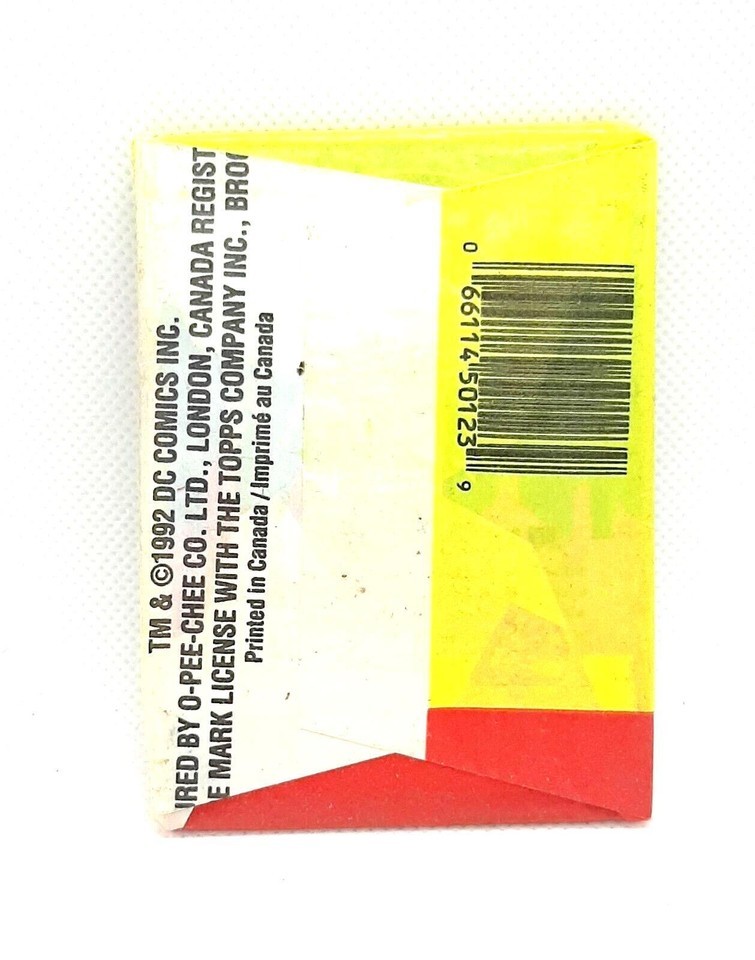 TM & ©1992 DC COMICS INC.
IRED BY O-PEE-CHEE CO. LTD., LONDON, CANADA REGIST
E MARK LICENSE WITH THE TOPPS COMPANY INC., BROO
Printed in Canada / Imprimé au Canada
0 66114 50123 9